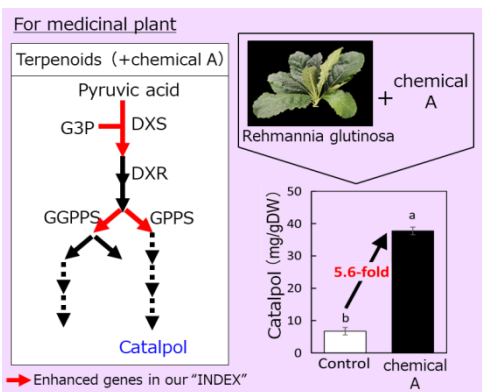 For medicinal plant
Terpenoids (+chemical A)
Pyruvic acid
G3P
DXS
DXR
GGPPS
GPPS
Catalpol
Enhanced genes in our “INDEX”
Rehmannia glutinosa
+
chemical
A
Catalpol (mg/gDW)
50
40
30
20
10
0
a
5.6-fold
b
Control
chemical
A